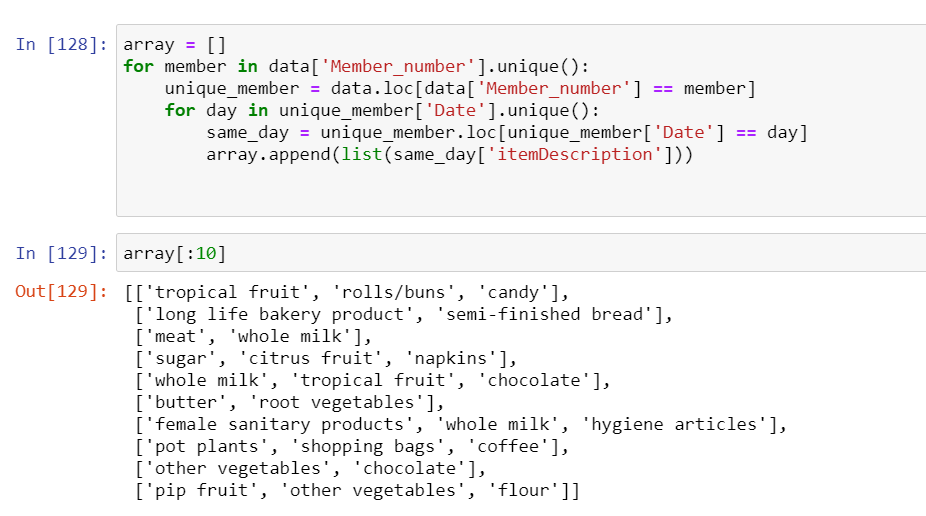 In [128]: array = []
for member in data['Member_number'].unique():
    unique_member = data.loc[data['Member_number'] == member]
    for day in unique_member['Date'].unique():
        same_day = unique_member.loc[unique_member['Date'] == day]
        array.append(list(same_day['itemDescription']))
In [129]: array[:10]
Out[129]: [['tropical fruit', 'rolls/buns', 'candy'],
['long life bakery product', 'semi-finished bread'],
['meat', 'whole milk'],
['sugar', 'citrus fruit', 'napkins'],
['whole milk', 'tropical fruit', 'chocolate'],
['butter', 'root vegetables'],
['female sanitary products', 'whole milk', 'hygiene articles'],
['pot plants', 'shopping bags', 'coffee'],
['other vegetables', 'chocolate'],
['pip fruit', 'other vegetables', 'flour']]